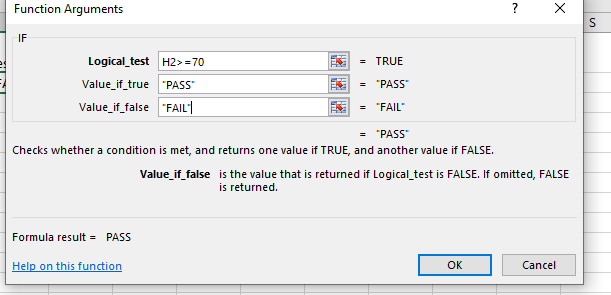 Function Arguments
?
S
IF
Logical_test H2>=70 = TRUE
Value_if_true "PASS" = "PASS"
Value_if_false "FAIL" = "FAIL"
= "PASS"
Checks whether a condition is met, and returns one value if TRUE, and another value if FALSE.
Value_if_false is the value that is returned if Logical_test is FALSE. If omitted, FALSE
is returned.
Formula result = PASS
Help on this function
OK
Cancel